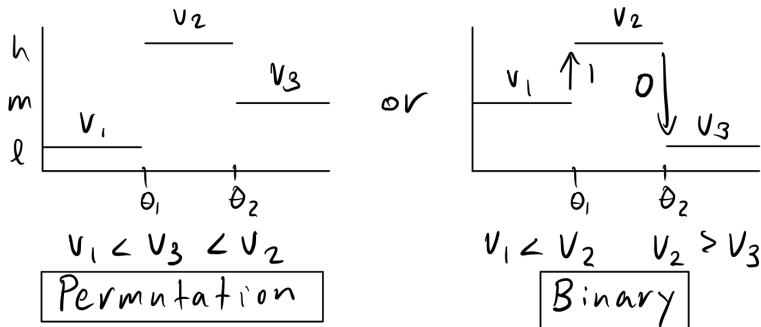 h
m
l
V₁
V₂
V₃
θ₁
θ₂
V₁ < V₃ < V₂
Permutation
or
V₁
V₂
V₃
1
0
θ₁
θ₂
V₁ < V₂
V₂ > V₃
Binary